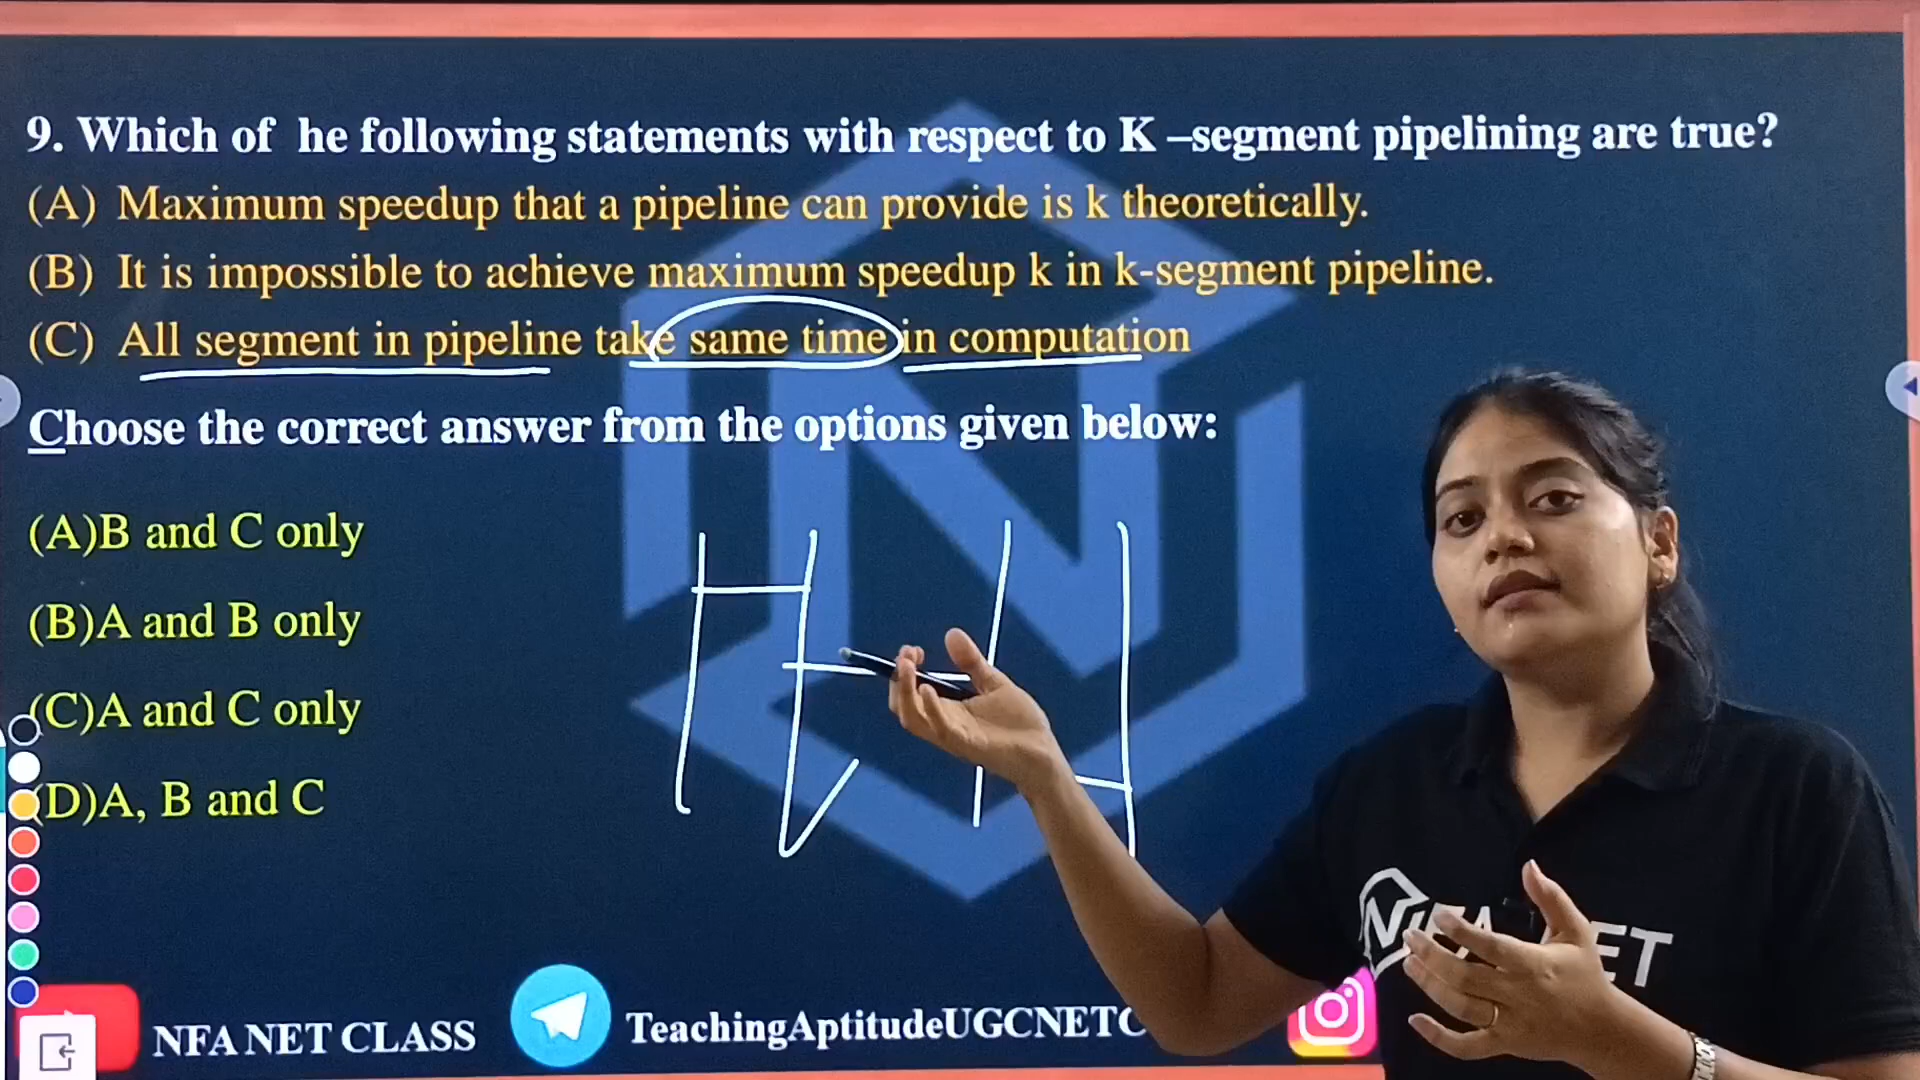 9. Which of he following statements with respect to K –segment pipelining are true?
(A) Maximum speedup that a pipeline can provide is k theoretically.
(B) It is impossible to achieve maximum speedup k in k-segment pipeline.
(C) All segment in pipeline take same time in computation
Choose the correct answer from the options given below:
(A)B and C only
(B)A and B only
(C)A and C only
(D)A, B and C
NFA NET
NFA NET CLASS
TeachingAptitudeUGCNETC